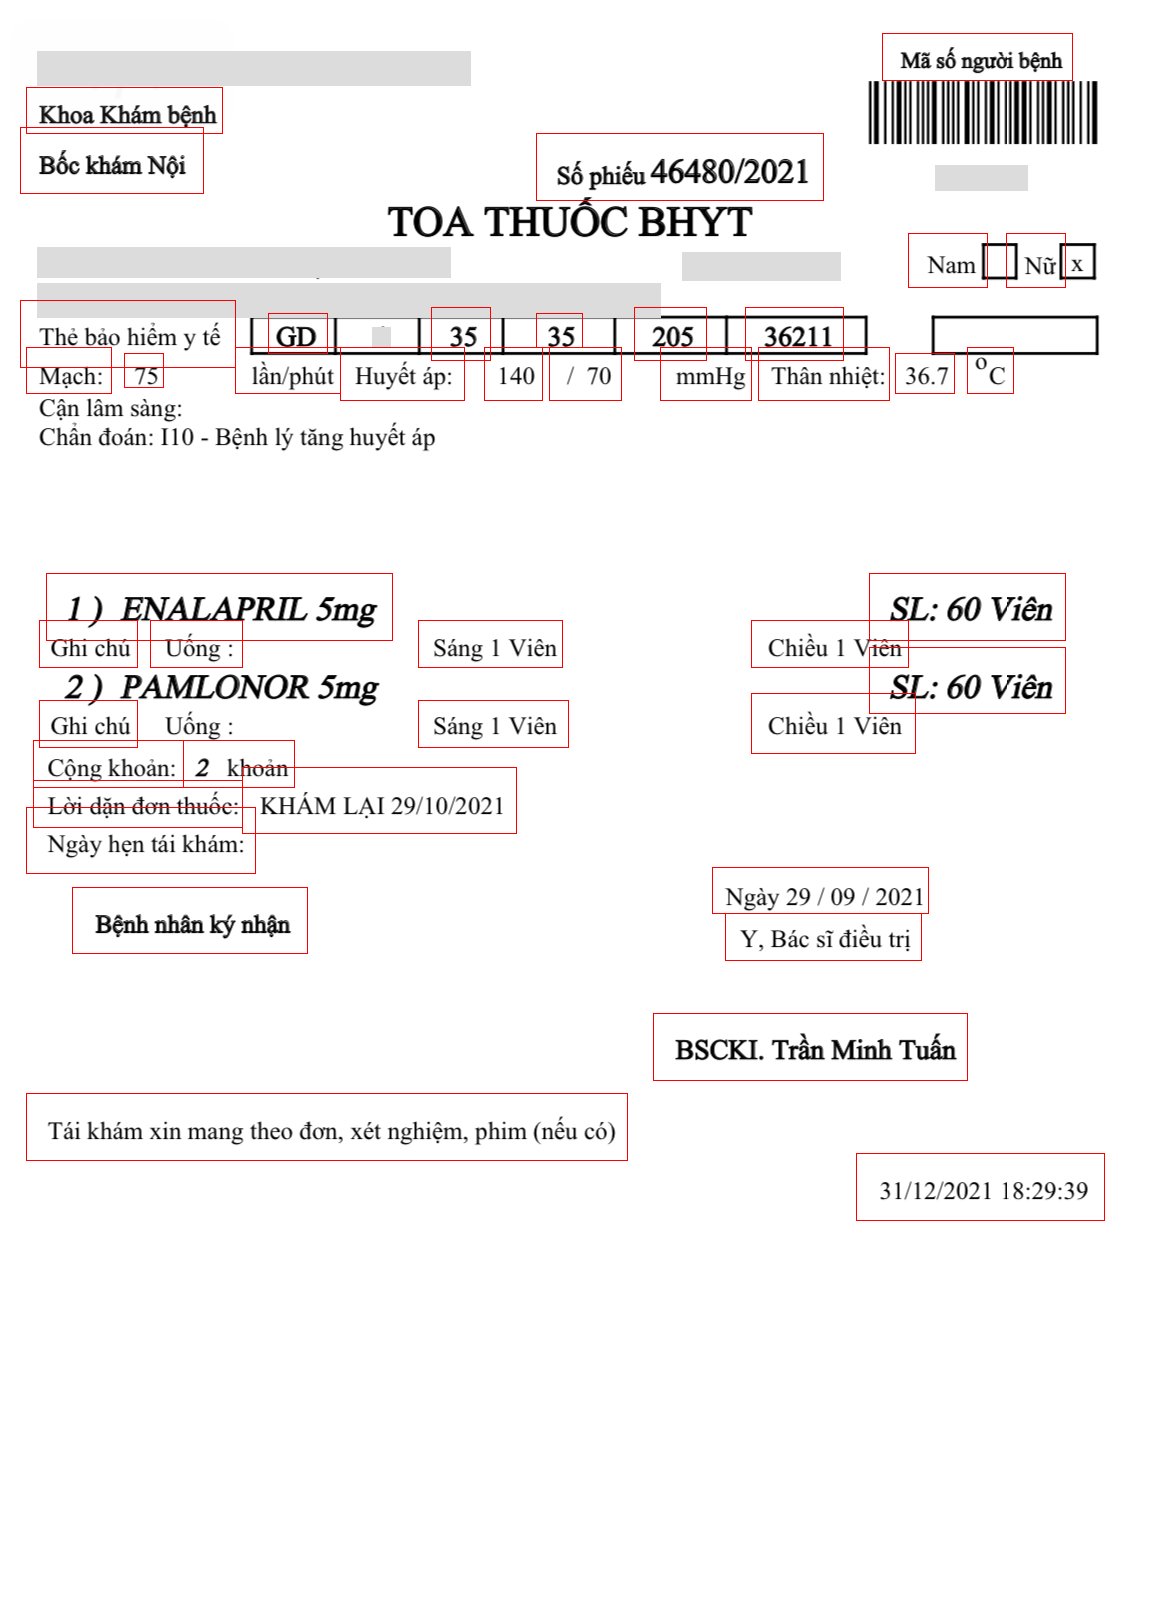 Mã số người bệnh
Khoa Khám bệnh
Bốc khám Nội
Số phiếu 46480/2021
TOA THUỐC BHYT
Nam Nữ x
Thẻ bảo hiểm y tế GD 35 35 205 36211
Mạch: 75 lần/phút Huyết áp: 140 / 70 mmHg Thân nhiệt: 36.7 °C
Cận lâm sàng:
Chẩn đoán: I10 - Bệnh lý tăng huyết áp
1 ) ENALAPRIL 5mg SL: 60 Viên
Ghi chú Uống : Sáng 1 Viên Chiều 1 Viên
2 ) PAMLONOR 5mg SL: 60 Viên
Ghi chú Uống : Sáng 1 Viên Chiều 1 Viên
Cộng khoản: 2 khoản
Lời dặn đơn thuốc: KHÁM LẠI 29/10/2021
Ngày hẹn tái khám:
Ngày 29 / 09 / 2021
Bệnh nhân ký nhận
Y, Bác sĩ điều trị
BSCKI. Trần Minh Tuấn
Tái khám xin mang theo đơn, xét nghiệm, phim (nếu có)
31/12/2021 18:29:39